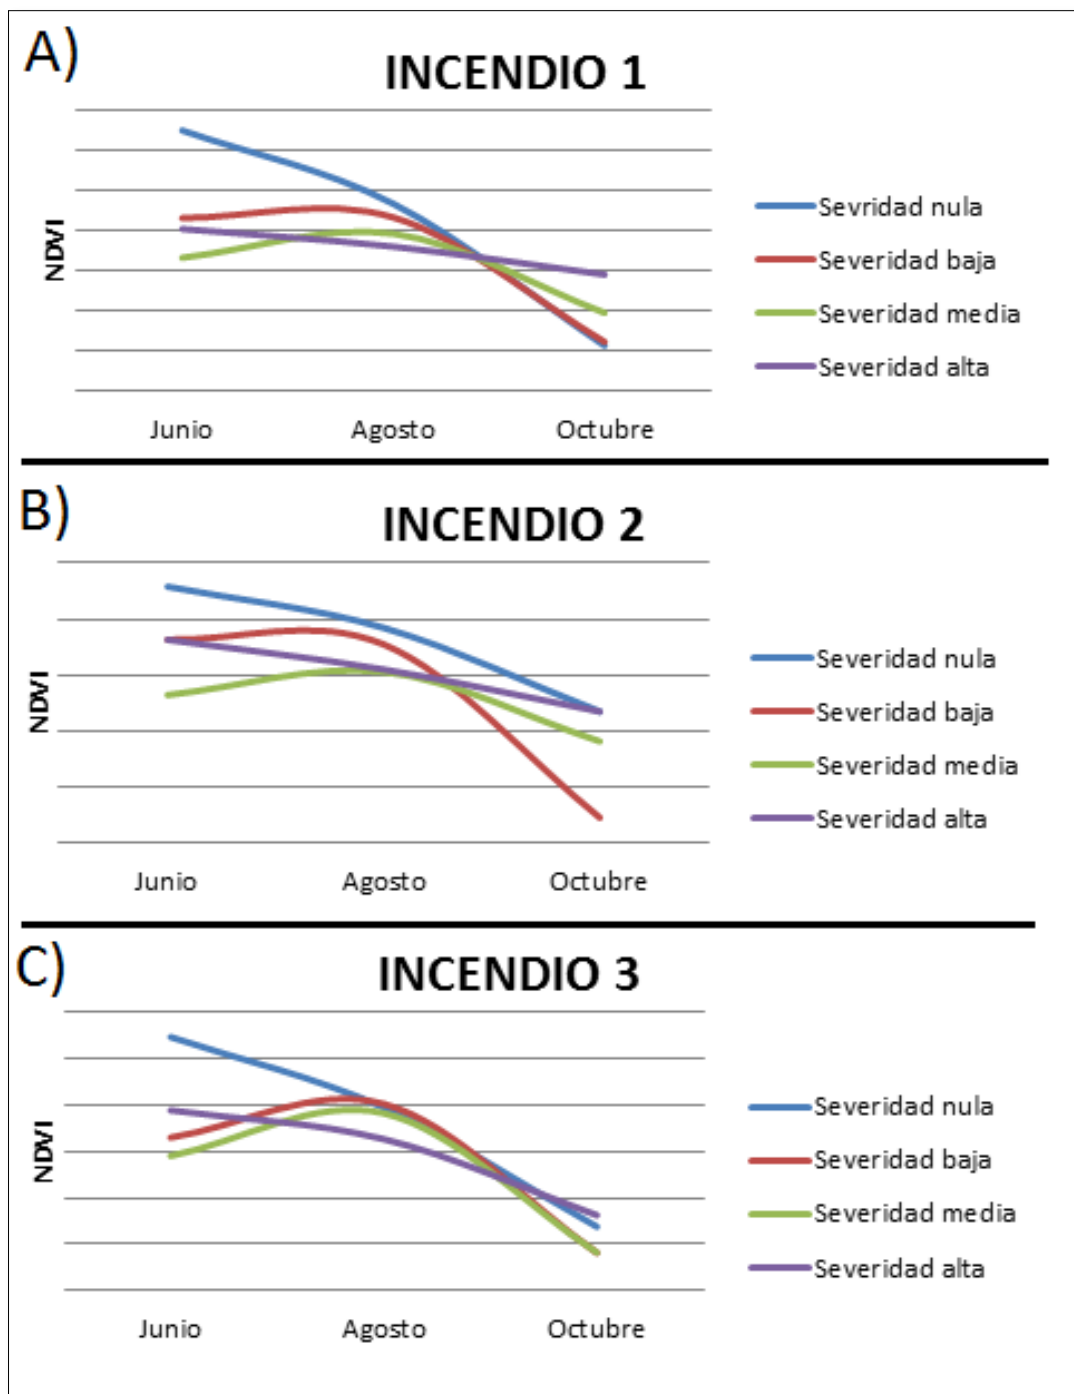 A)
INCENDIO 1
NDVI
Sevridad nula
Severidad baja
Severidad media
Severidad alta
Junio Agosto Octubre
B)
INCENDIO 2
NDVI
Severidad nula
Severidad baja
Severidad media
Severidad alta
Junio Agosto Octubre
C)
INCENDIO 3
NDVI
Severidad nula
Severidad baja
Severidad media
Severidad alta
Junio Agosto Octubre